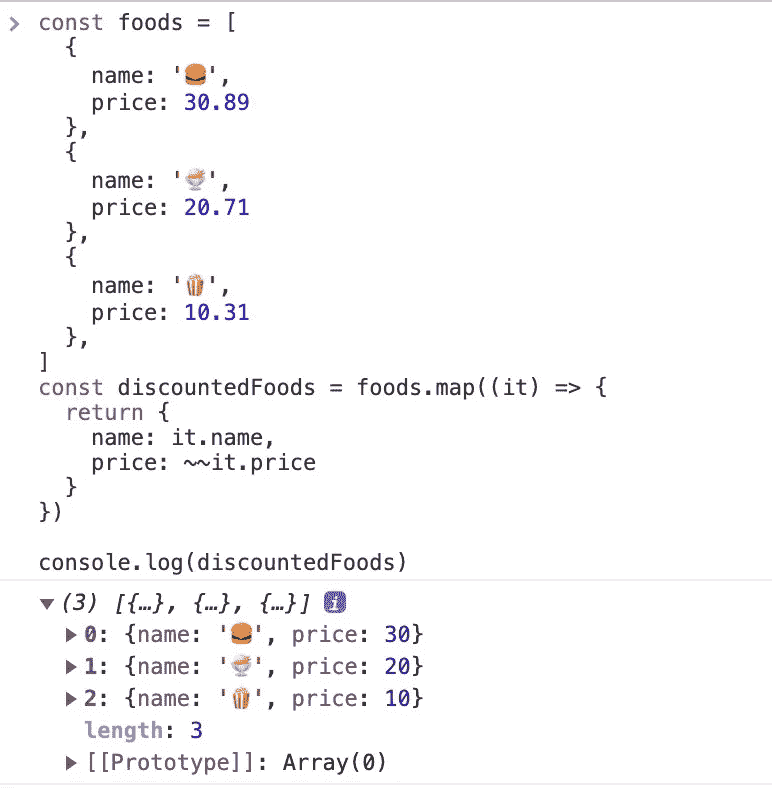 const foods = [
  {
    name: '🍔',
    price: 30.89
  },
  {
    name: '🍨',
    price: 20.71
  },
  {
    name: '🍿',
    price: 10.31
  },
]
const discountedFoods = foods.map((it) => {
  return {
    name: it.name,
    price: ~~it.price
  }
})
console.log(discountedFoods)
(3) [{…}, {…}, {…}] i
0: {name: '🍔', price: 30}
1: {name: '🍨', price: 20}
2: {name: '🍿', price: 10}
length: 3
[[Prototype]]: Array(0)